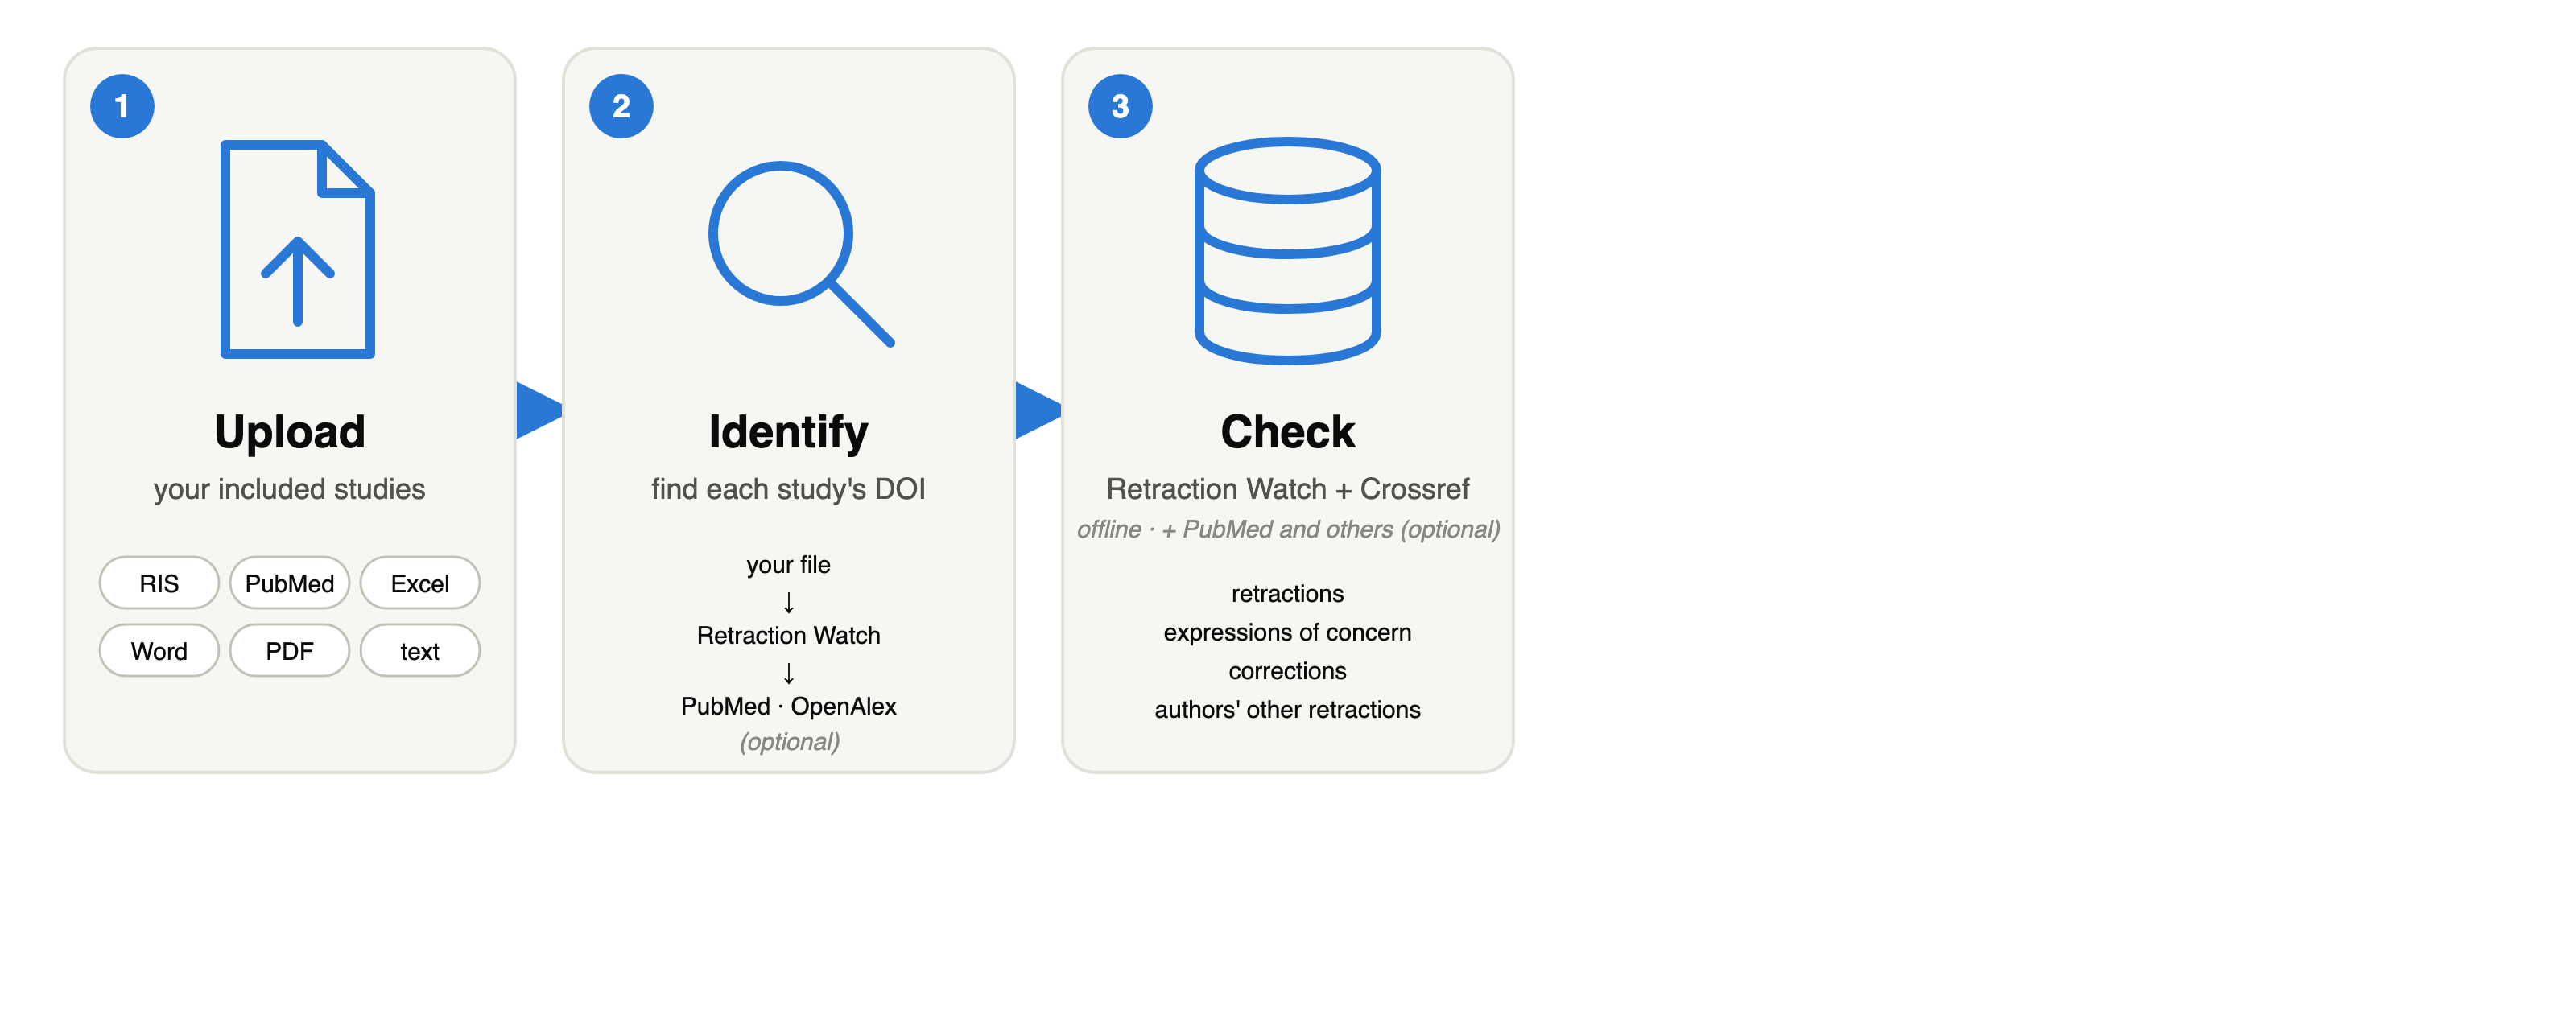 1
Upload
your included studies
RIS PubMed Excel
Word PDF text
2
Identify
find each study's DOI
your file
↓
Retraction Watch
↓
PubMed · OpenAlex
(optional)
3
Check
Retraction Watch + Crossref
offline · + PubMed and others (optional)
retractions
expressions of concern
corrections
authors' other retractions